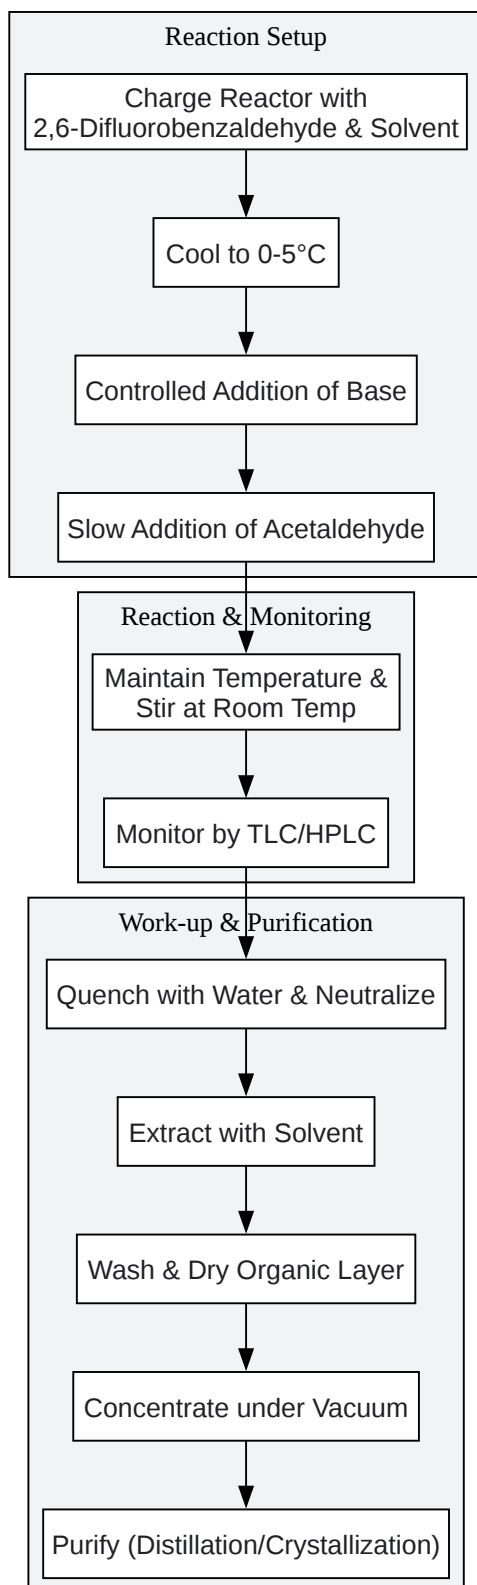 Reaction Setup
Charge Reactor with
2,6-Difluorobenzaldehyde & Solvent
Cool to 0-5°C
Controlled Addition of Base
Slow Addition of Acetaldehyde
Reaction & Monitoring
Maintain Temperature &
Stir at Room Temp
Monitor by TLC/HPLC
Work-up & Purification
Quench with Water & Neutralize
Extract with Solvent
Wash & Dry Organic Layer
Concentrate under Vacuum
Purify (Distillation/Crystallization)